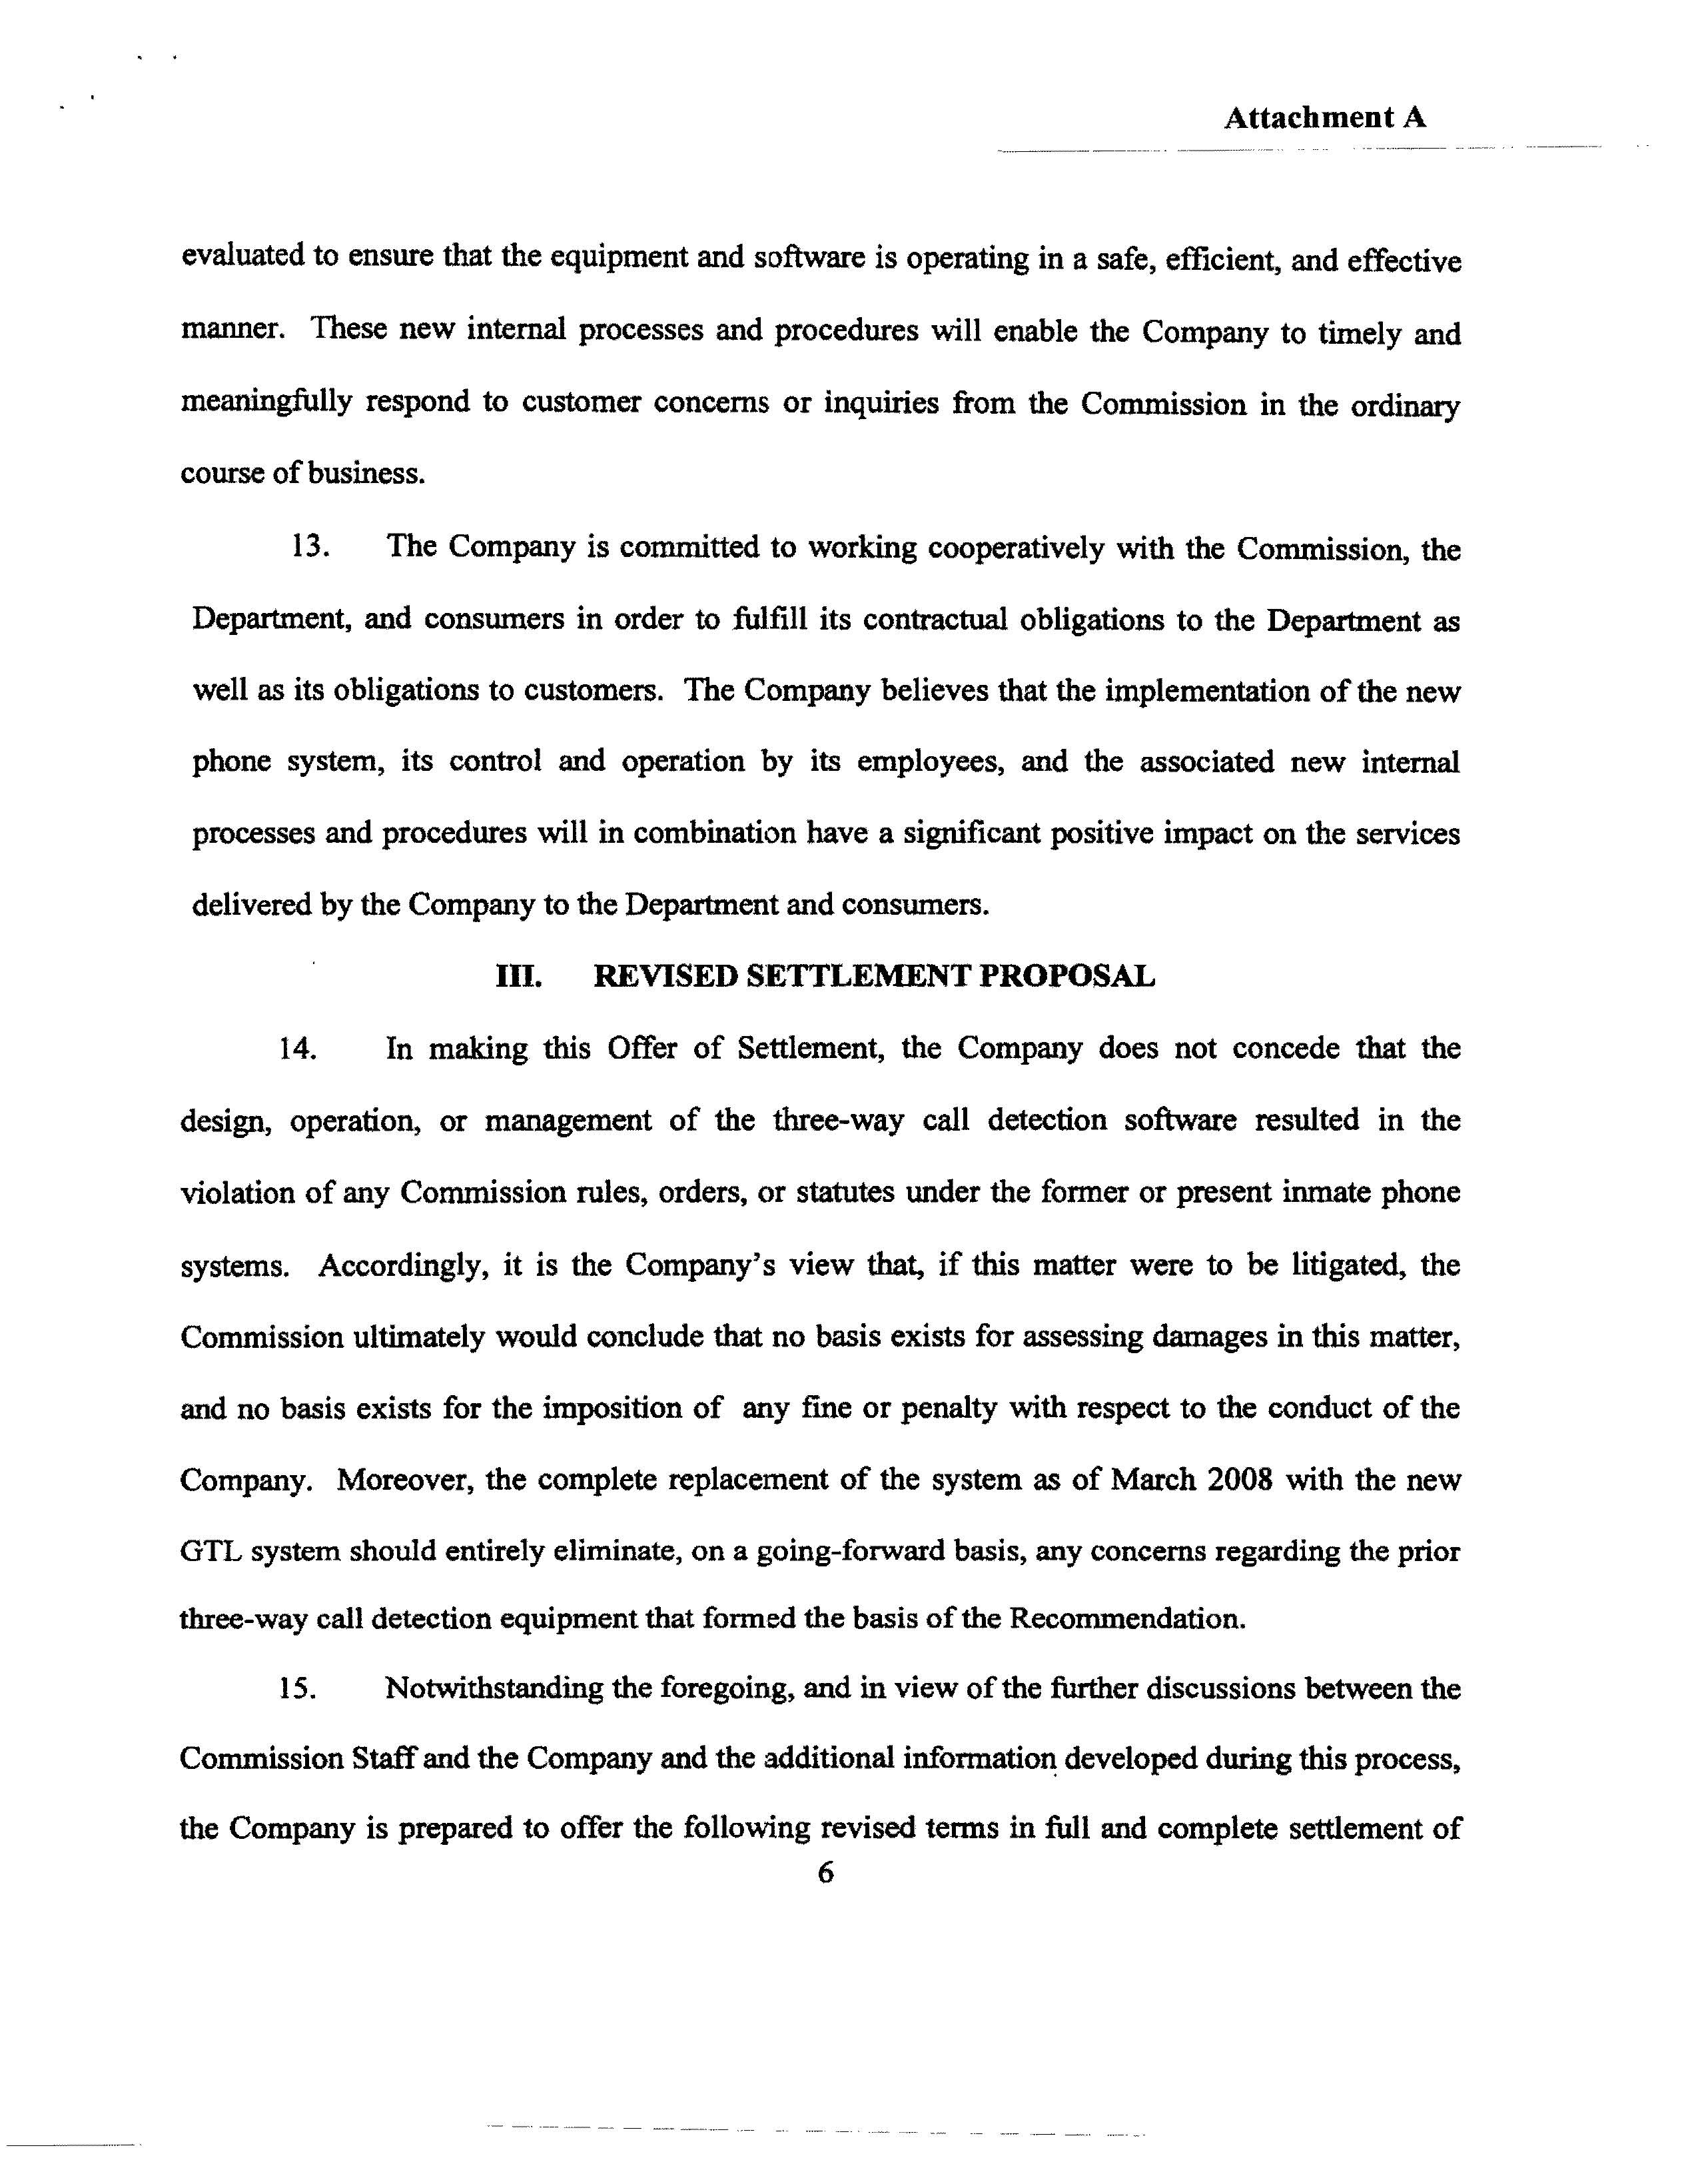 Attachment A
evaluated to ensure that the equipment and software is operating in a safe, efficient, and effective
manner. These new internal processes and procedures will enable the Company to timely and
meaningfully respond to customer concerns or inquiries from the Commission in the ordinary
course of business.
13. The Company is committed to working cooperatively with the Commission, the
Department, and consumers in order to fulfill its contractual obligations to the Department as
well as its obligations to customers. The Company believes that the implementation of the new
phone system, its control and operation by its employees, and the associated new internal
processes and procedures will in combination have a significant positive impact on the services
delivered by the Company to the Department and consumers.
III. REVISED SETTLEMENT PROPOSAL
14. In making this Offer of Settlement, the Company does not concede that the
design, operation, or management of the three-way call detection software resulted in the
violation of any Commission rules, orders, or statutes under the former or present inmate phone
systems. Accordingly, it is the Company's view that, if this matter were to be litigated, the
Commission ultimately would conclude that no basis exists for assessing damages in this matter,
and no basis exists for the imposition of any fine or penalty with respect to the conduct of the
Company. Moreover, the complete replacement of the system as of March 2008 with the new
GTL system should entirely eliminate, on a going-forward basis, any concerns regarding the prior
three-way call detection equipment that formed the basis of the Recommendation.
15. Notwithstanding the foregoing, and in view of the further discussions between the
Commission Staff and the Company and the additional information developed during this process,
the Company is prepared to offer the following revised terms in full and complete settlement of
6